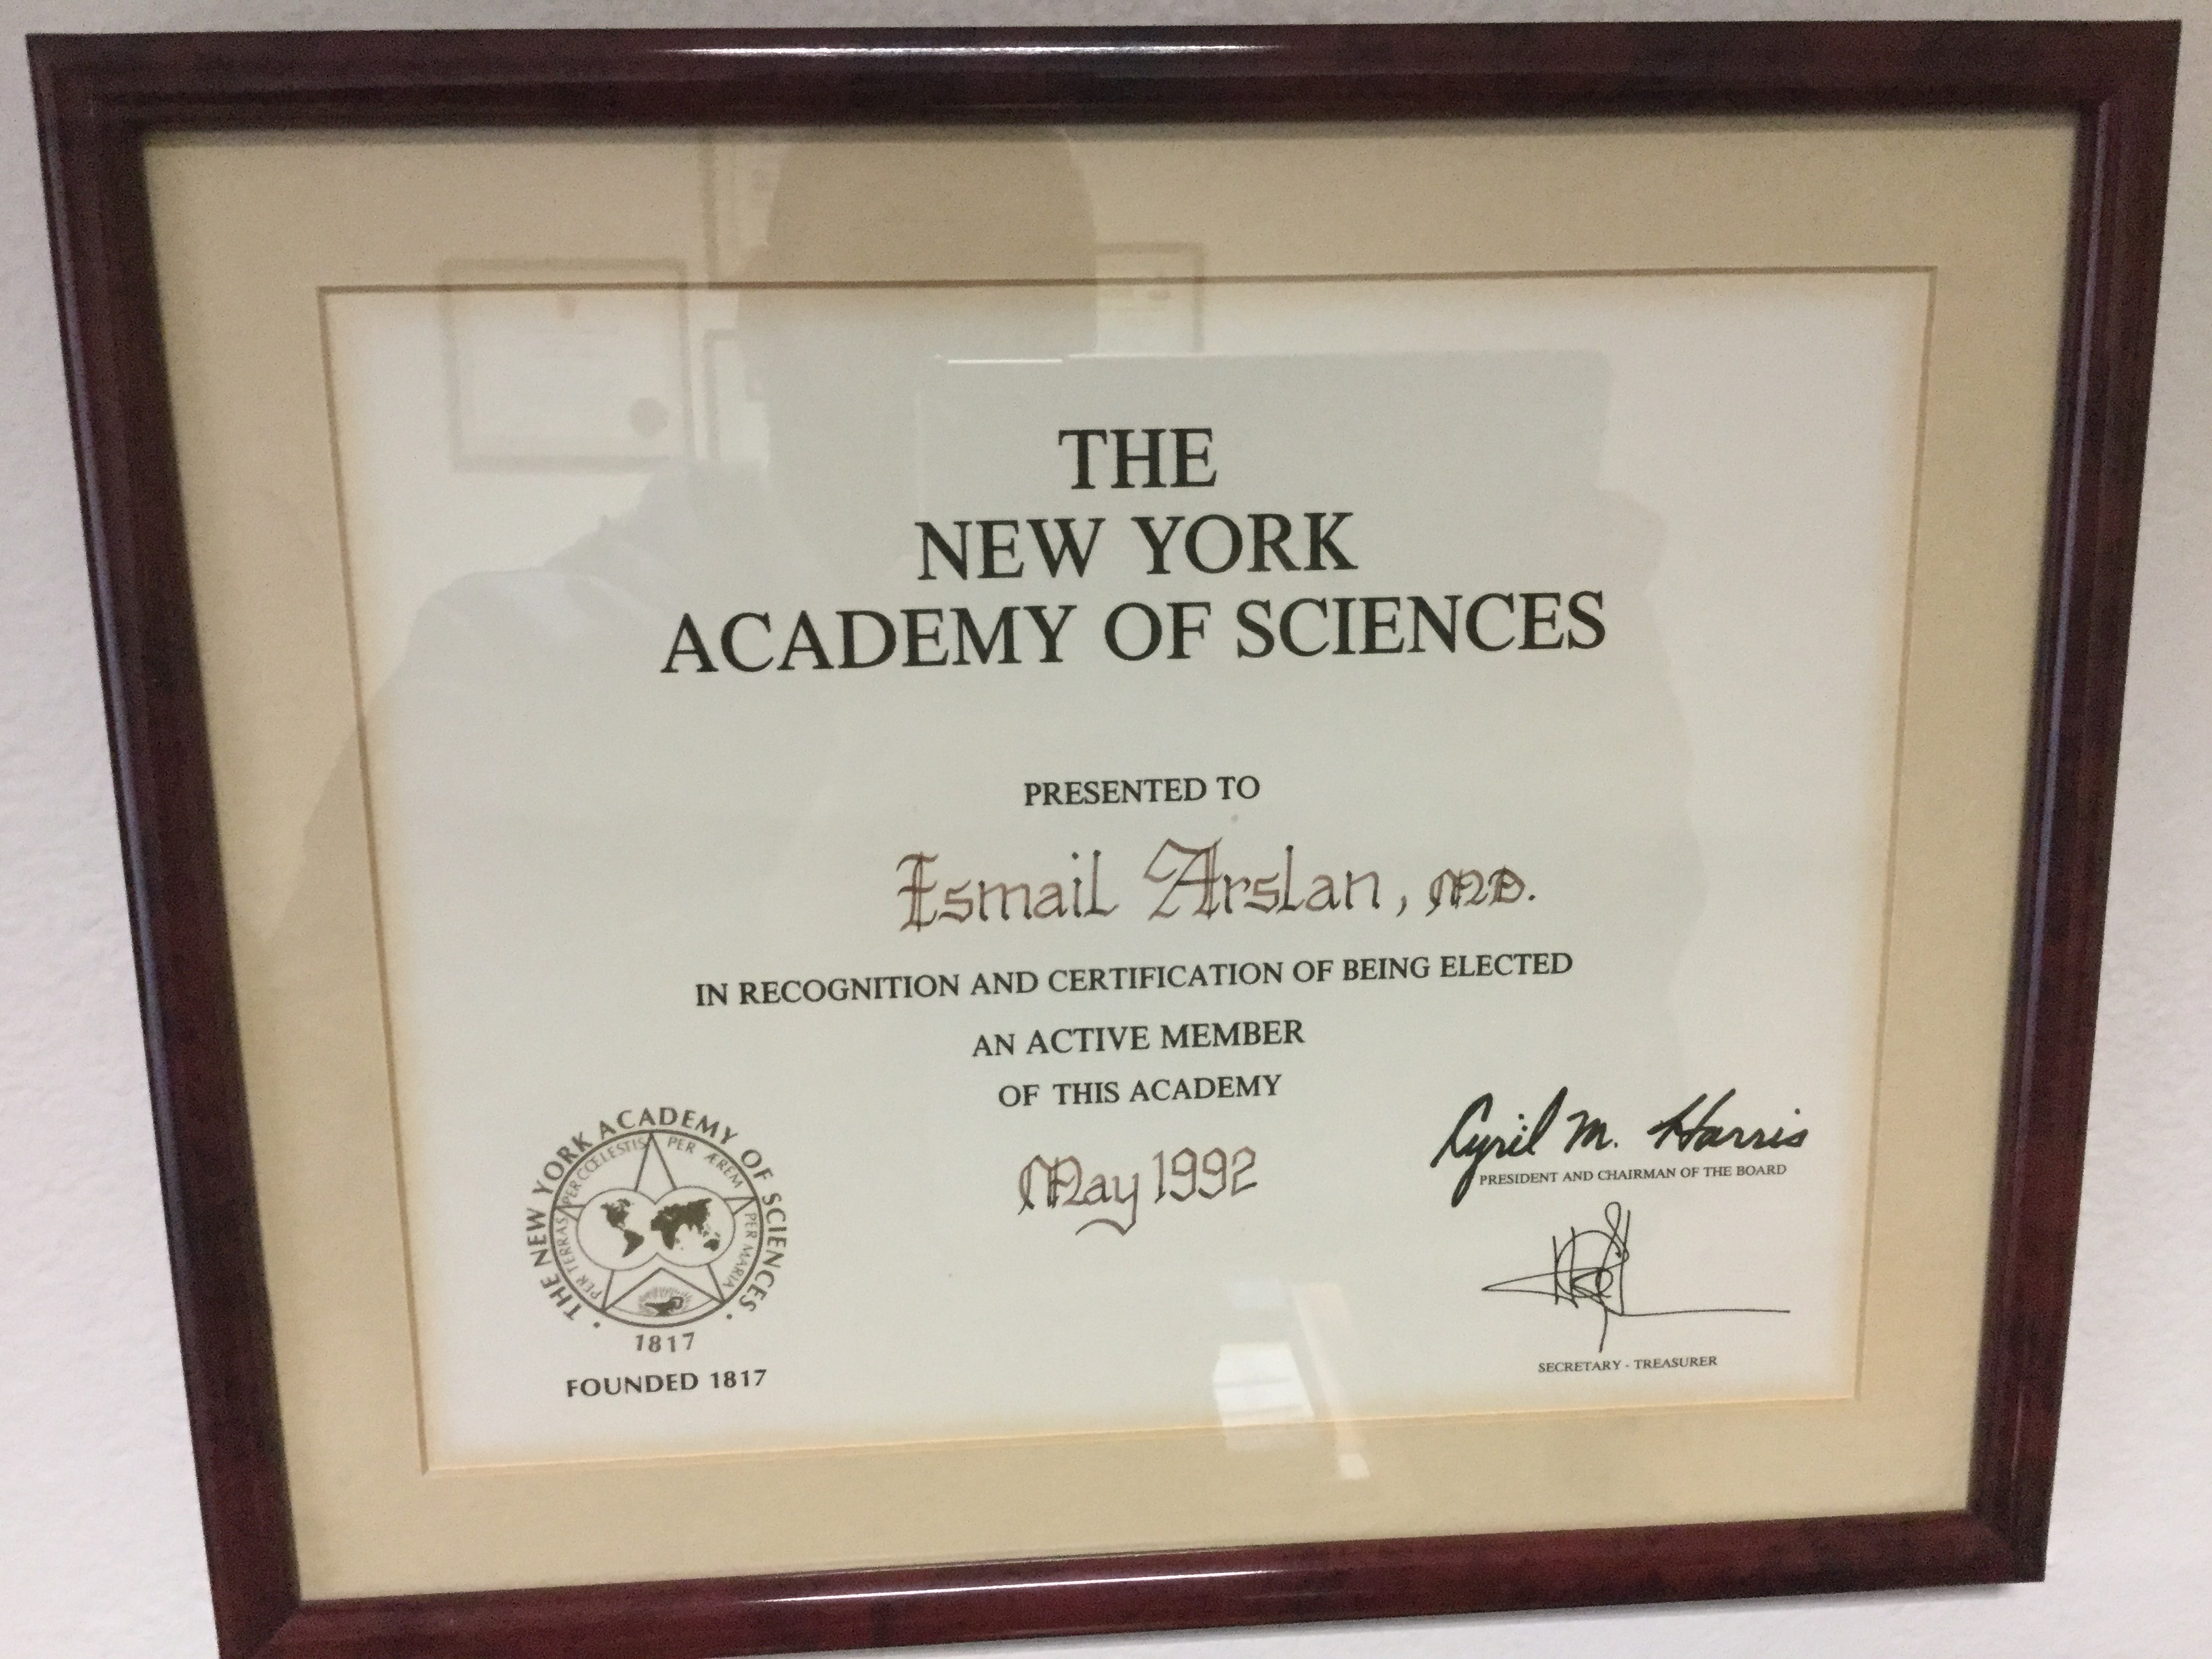 THE
NEW YORK
ACADEMY OF SCIENCES
PRESENTED TO
Esmail Arslan, MD.
IN RECOGNITION AND CERTIFICATION OF BEING ELECTED
AN ACTIVE MEMBER
OF THIS ACADEMY
May 1992
Cyril M. Harris
PRESIDENT AND CHAIRMAN OF THE BOARD
SECRETARY - TREASURER
THE NEW YORK ACADEMY OF SCIENCES
PER TERRAS PER CŒLESTIS PER ÆREM PER MARIA
1817
FOUNDED 1817